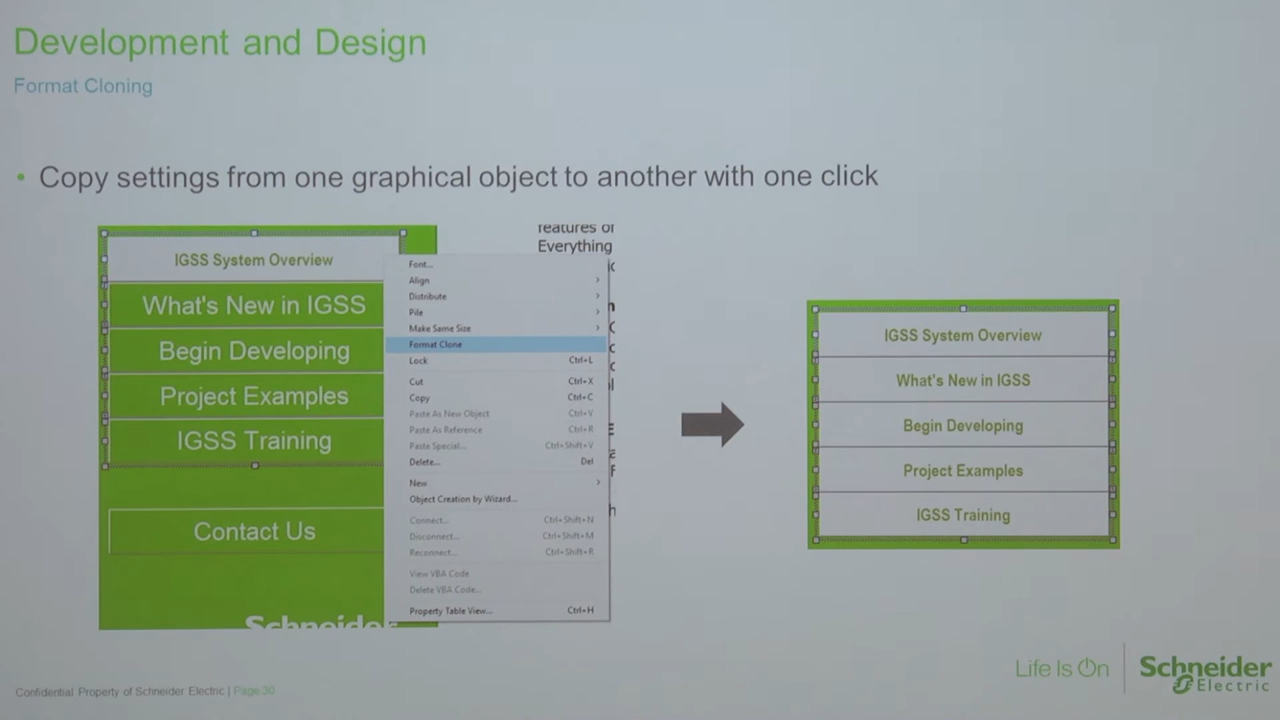 Development and Design
Format Cloning
• Copy settings from one graphical object to another with one click
IGSS System Overview
What's New in IGSS
Begin Developing
Project Examples
IGSS Training
Contact Us
Schneider
features of
Everything
Font...
Align
Distribute
Pile
Make Same Size
Format Clone
Lock Ctrl+L
Cut Ctrl+X
Copy Ctrl+C
Paste As New Object Ctrl+V
Paste As Reference Ctrl+R
Paste Special... Ctrl+Shift+V
Delete... Del
New
Object Creation by Wizard...
Connect... Ctrl+Shift+N
Disconnect... Ctrl+Shift+M
Reconnect... Ctrl+Shift+R
View VBA Code
Delete VBA Code...
Property Table View... Ctrl+H
IGSS System Overview
What's New in IGSS
Begin Developing
Project Examples
IGSS Training
Confidential Property of Schneider Electric | Page 30
Life Is On
Schneider
Electric